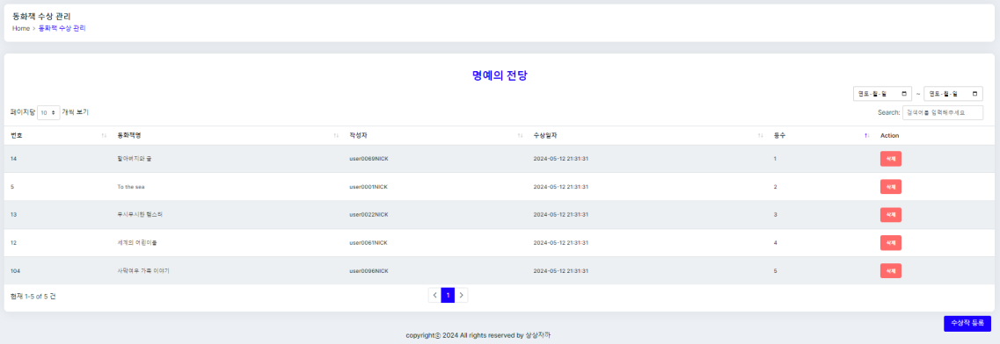 동화책 수상 관리
Home > 동화책 수상 관리
명예의 전당
연도-월-일 ~ 연도-월-일
페이지당 10 개씩 보기 Search: 검색어를 입력해주세요
번호 동화책명 작성자 수상일자 등수 Action
14 할아버지와 귤 user0069NICK 2024-05-12 21:31:31 1 삭제
5 To the sea user0001NICK 2024-05-12 21:31:31 2 삭제
13 무시무시한 햄스터 user0022NICK 2024-05-12 21:31:31 3 삭제
12 세계의 어린이들 user0061NICK 2024-05-12 21:31:31 4 삭제
104 사막여우 가족 이야기 user0096NICK 2024-05-12 21:31:31 5 삭제
현재 1-5 of 5 건 < 1 >
수상작 등록
copyrightⓒ 2024 All rights reserved by 상상자까